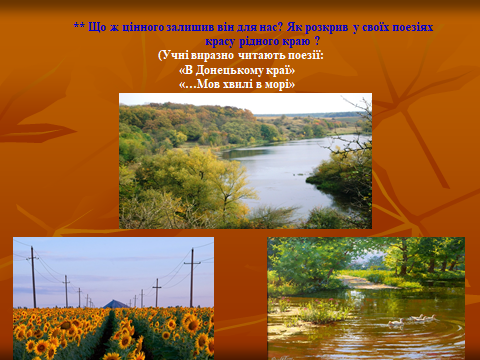 ** Що ж цінного залишив він для нас? Як розкрив у своїх поезіях
красу рідного краю ?
(Учні виразно читають поезії:
«В Донецькому краї»
«…Мов хвилі в морі»